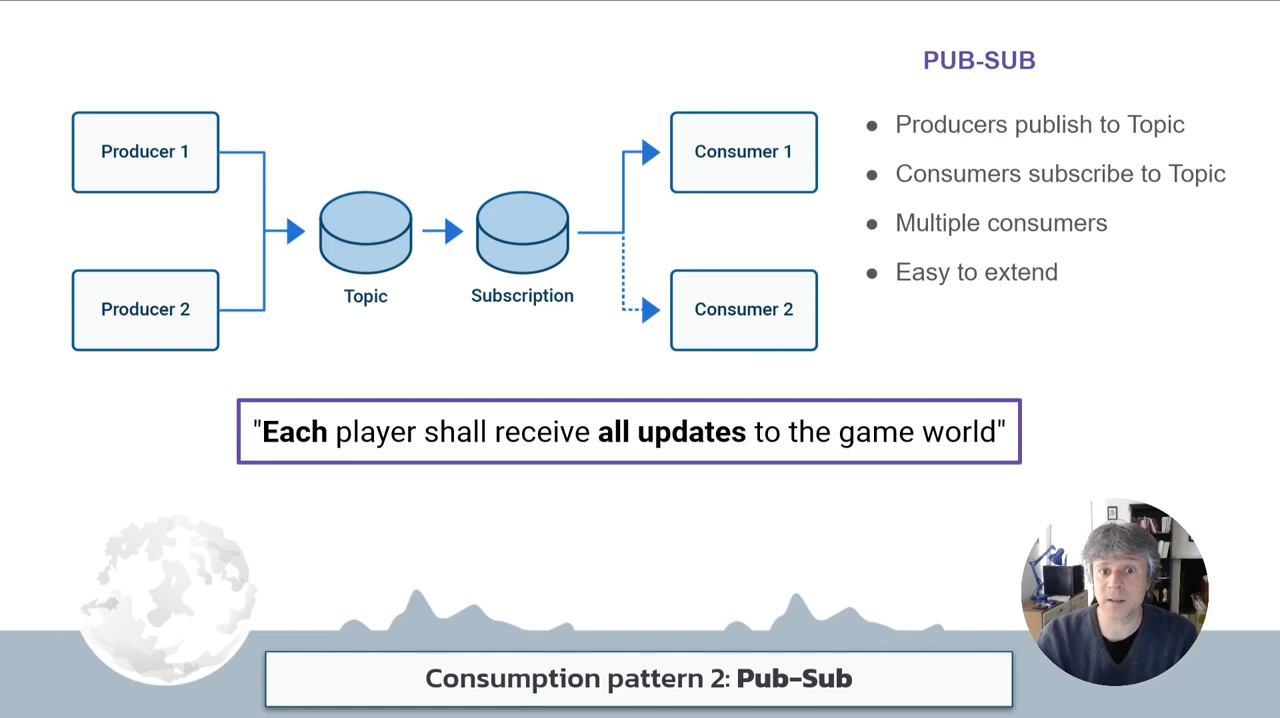 PUB-SUB
Producer 1
Producer 2
Topic
Subscription
Consumer 1
Consumer 2
● Producers publish to Topic
● Consumers subscribe to Topic
● Multiple consumers
● Easy to extend
"Each player shall receive all updates to the game world"
Consumption pattern 2: Pub-Sub